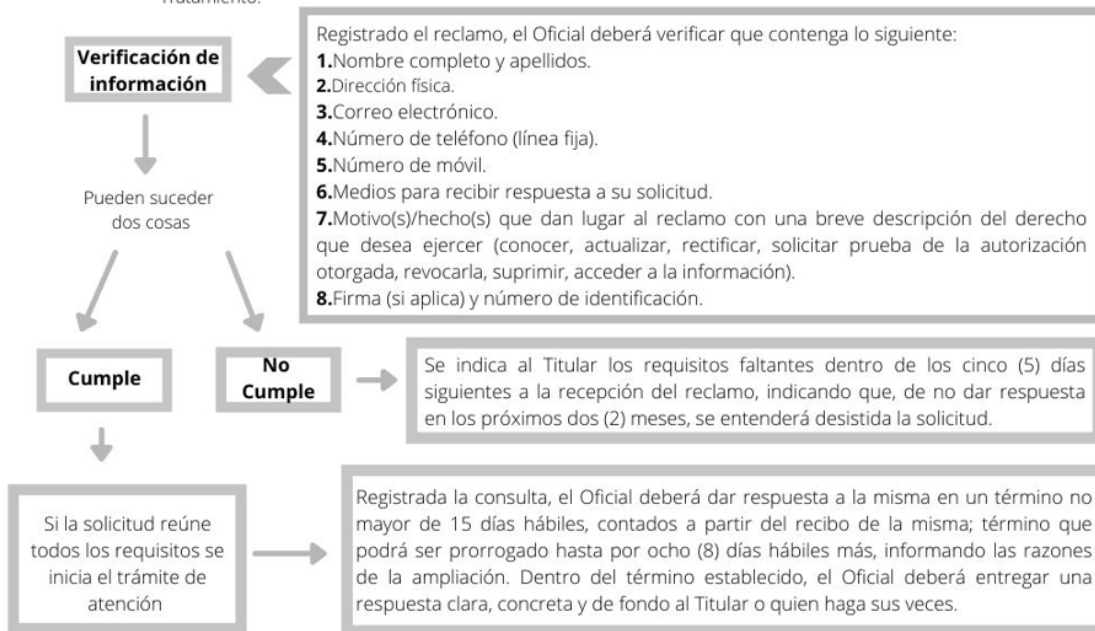 Tratamiento.
Verificación de
información
Registrado el reclamo, el Oficial deberá verificar que contenga lo siguiente:
1.Nombre completo y apellidos.
2.Dirección física.
3.Correo electrónico.
4.Número de teléfono (línea fija).
5.Número de móvil.
6.Medios para recibir respuesta a su solicitud.
7.Motivo(s)/hecho(s) que dan lugar al reclamo con una breve descripción del derecho
que desea ejercer (conocer, actualizar, rectificar, solicitar prueba de la autorización
otorgada, revocarla, suprimir, acceder a la información).
8.Firma (si aplica) y número de identificación.
Pueden suceder
dos cosas
Cumple
No
Cumple
Se indica al Titular los requisitos faltantes dentro de los cinco (5) días
siguientes a la recepción del reclamo, indicando que, de no dar respuesta
en los próximos dos (2) meses, se entenderá desistida la solicitud.
Si la solicitud reúne
todos los requisitos se
inicia el trámite de
atención
Registrada la consulta, el Oficial deberá dar respuesta a la misma en un término no
mayor de 15 días hábiles, contados a partir del recibo de la misma; término que
podrá ser prorrogado hasta por ocho (8) días hábiles más, informando las razones
de la ampliación. Dentro del término establecido, el Oficial deberá entregar una
respuesta clara, concreta y de fondo al Titular o quien haga sus veces.